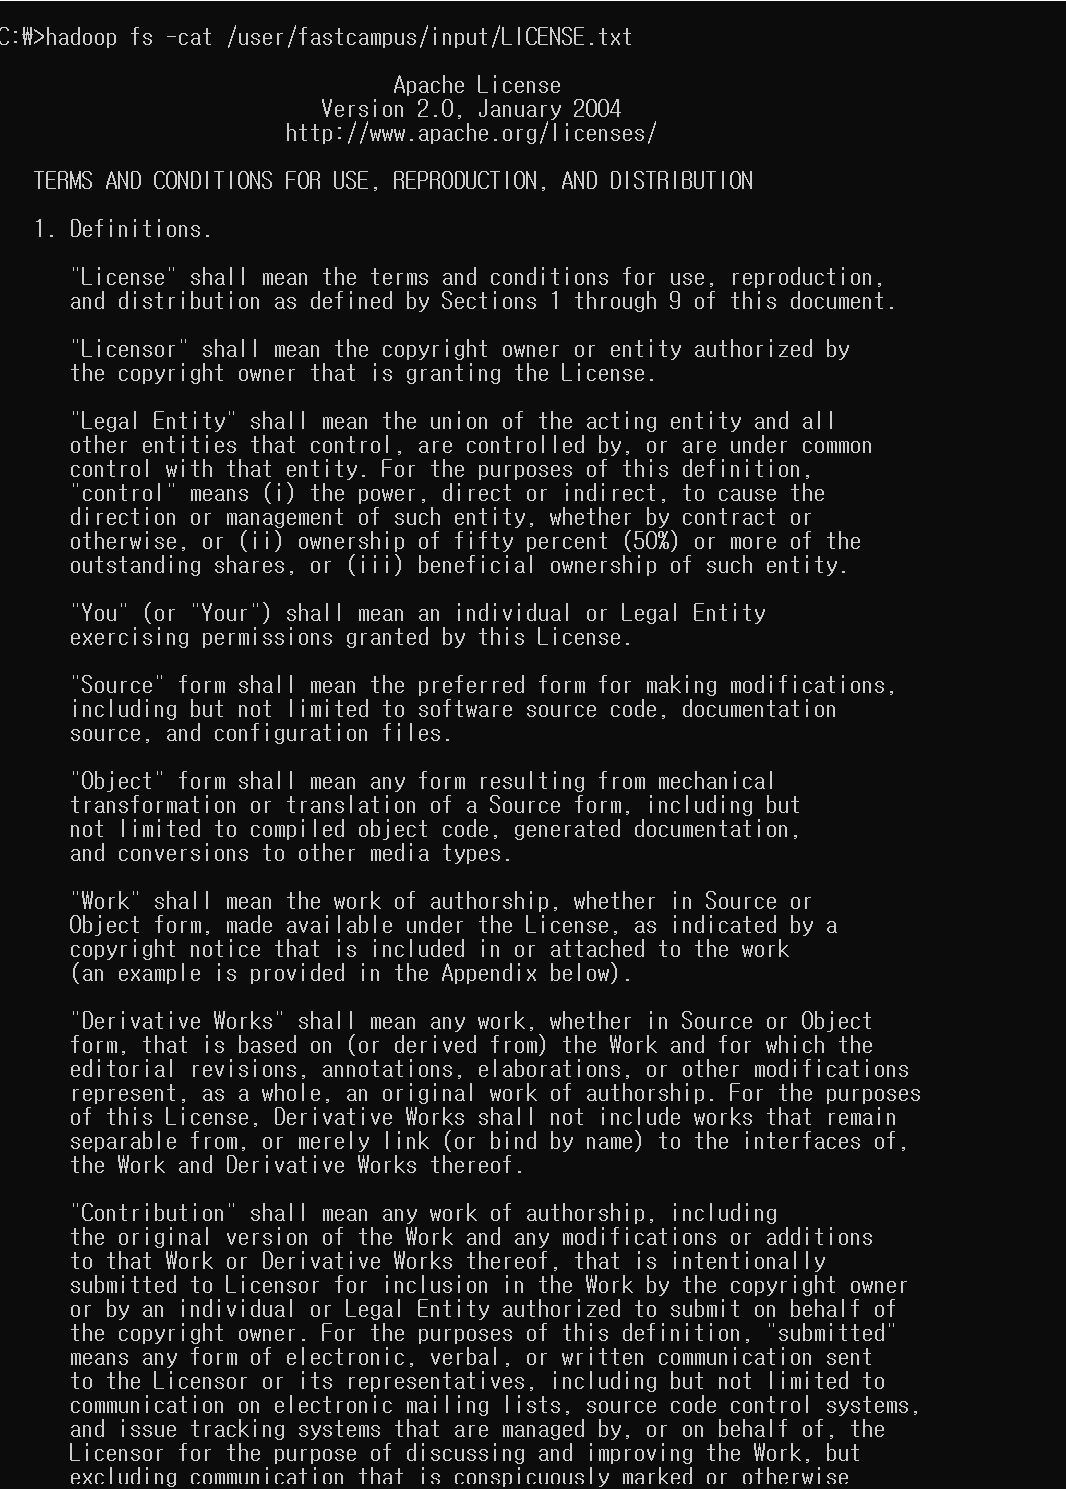 C:₩>hadoop fs -cat /user/fastcampus/input/LICENSE.txt
Apache License
Version 2.0, January 2004
http://www.apache.org/licenses/
TERMS AND CONDITIONS FOR USE, REPRODUCTION, AND DISTRIBUTION
1. Definitions.
"License" shall mean the terms and conditions for use, reproduction,
and distribution as defined by Sections 1 through 9 of this document.
"Licensor" shall mean the copyright owner or entity authorized by
the copyright owner that is granting the License.
"Legal Entity" shall mean the union of the acting entity and all
other entities that control, are controlled by, or are under common
control with that entity. For the purposes of this definition,
"control" means (i) the power, direct or indirect, to cause the
direction or management of such entity, whether by contract or
otherwise, or (ii) ownership of fifty percent (50%) or more of the
outstanding shares, or (iii) beneficial ownership of such entity.
"You" (or "Your") shall mean an individual or Legal Entity
exercising permissions granted by this License.
"Source" form shall mean the preferred form for making modifications,
including but not limited to software source code, documentation
source, and configuration files.
"Object" form shall mean any form resulting from mechanical
transformation or translation of a Source form, including but
not limited to compiled object code, generated documentation,
and conversions to other media types.
"Work" shall mean the work of authorship, whether in Source or
Object form, made available under the License, as indicated by a
copyright notice that is included in or attached to the work
(an example is provided in the Appendix below).
"Derivative Works" shall mean any work, whether in Source or Object
form, that is based on (or derived from) the Work and for which the
editorial revisions, annotations, elaborations, or other modifications
represent, as a whole, an original work of authorship. For the purposes
of this License, Derivative Works shall not include works that remain
separable from, or merely link (or bind by name) to the interfaces of,
the Work and Derivative Works thereof.
"Contribution" shall mean any work of authorship, including
the original version of the Work and any modifications or additions
to that Work or Derivative Works thereof, that is intentionally
submitted to Licensor for inclusion in the Work by the copyright owner
or by an individual or Legal Entity authorized to submit on behalf of
the copyright owner. For the purposes of this definition, "submitted"
means any form of electronic, verbal, or written communication sent
to the Licensor or its representatives, including but not limited to
communication on electronic mailing lists, source code control systems,
and issue tracking systems that are managed by, or on behalf of, the
Licensor for the purpose of discussing and improving the Work, but
excluding communication that is conspicuously marked or otherwise